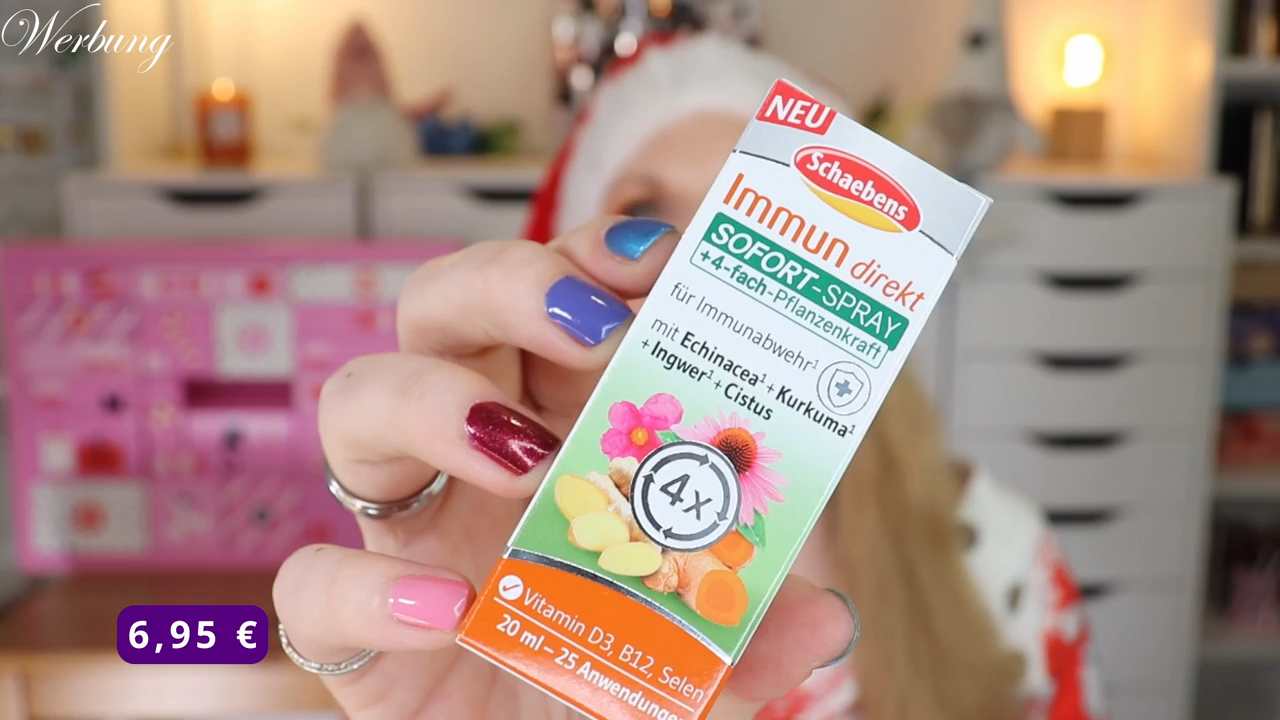 Werbung
NEU
Schaebens
Immun direkt
SOFORT-SPRAY
+4-fach-Pflanzenkraft
für Immunabwehr¹
mit Echinacea¹ + Kurkuma¹
+ Ingwer¹ + Cistus
4x
Vitamin D3, B12, Selen
20 ml – 25 Anwendungen
6,95 €